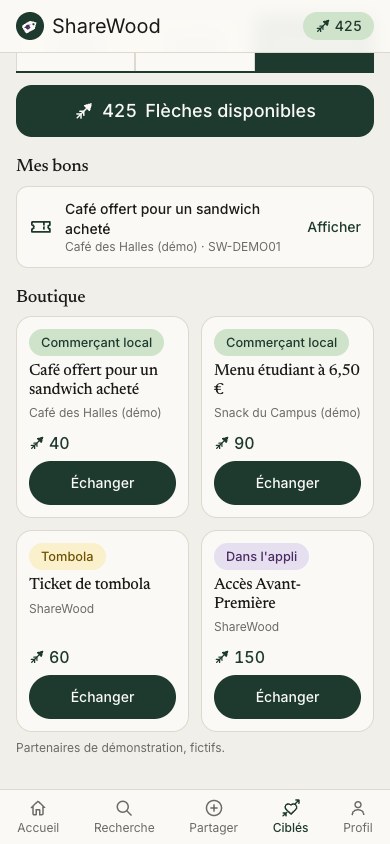 ShareWood
425
425 Flèches disponibles
Mes bons
Café offert pour un sandwich
acheté
Café des Halles (démo) · SW-DEMO01
Afficher
Boutique
Commerçant local
Café offert pour un
sandwich acheté
Café des Halles (démo)
40
Échanger
Commerçant local
Menu étudiant à 6,50
€
Snack du Campus (démo)
90
Échanger
Tombola
Ticket de tombola
ShareWood
60
Échanger
Dans l'appli
Accès Avant-
Première
ShareWood
150
Échanger
Partenaires de démonstration, fictifs.
Accueil
Recherche
Partager
Ciblés
Profil